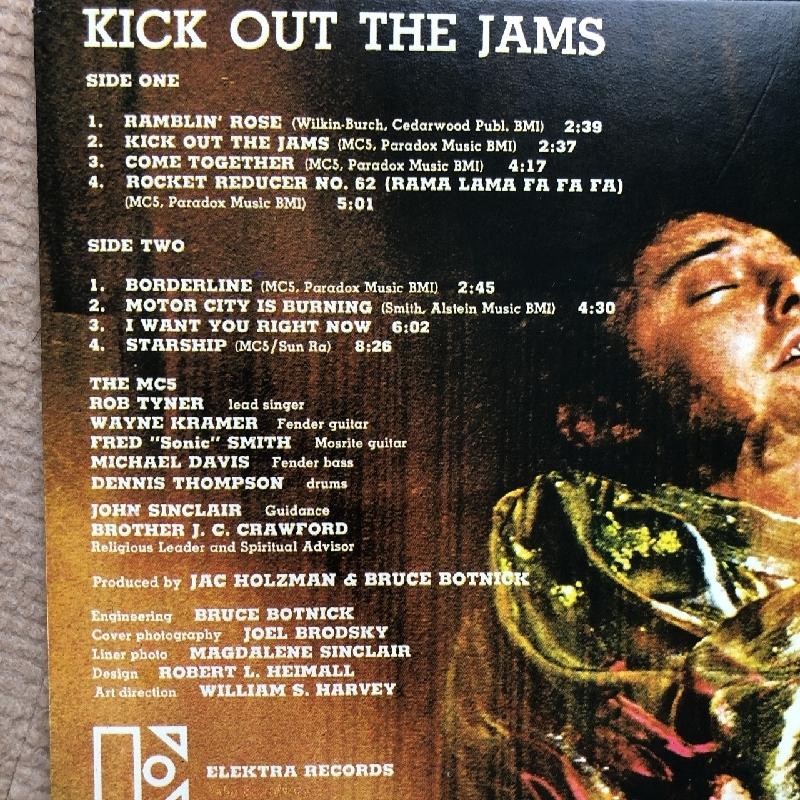 KICK OUT THE JAMS
SIDE ONE
1. RAMBLIN' ROSE (Wilkin-Burch, Cedarwood Publ. BMI) 2:39
2. KICK OUT THE JAMS (MC5, Paradox Music BMI) 2:37
3. COME TOGETHER (MC5, Paradox Music BMI) 4:17
4. ROCKET REDUCER NO. 62 (RAMA LAMA FA FA FA)
(MC5, Paradox Music BMI) 5:01
SIDE TWO
1. BORDERLINE (MC5, Paradox Music BMI) 2:45
2. MOTOR CITY IS BURNING (Smith, Alstein Music BMI) 4:30
3. I WANT YOU RIGHT NOW 6:02
4. STARSHIP (MC5/Sun Ra) 8:26
THE MC5
ROB TYNER lead singer
WAYNE KRAMER Fender guitar
FRED "Sonic" SMITH Mosrite guitar
MICHAEL DAVIS Fender bass
DENNIS THOMPSON drums
JOHN SINCLAIR Guidance
BROTHER J. C. CRAWFORD
Religious Leader and Spiritual Advisor
Produced by JAC HOLZMAN & BRUCE BOTNICK
Engineering BRUCE BOTNICK
Cover photography JOEL BRODSKY
Liner photo MAGDALENE SINCLAIR
Design ROBERT L. HEIMALL
Art direction WILLIAM S. HARVEY
ELEKTRA RECORDS